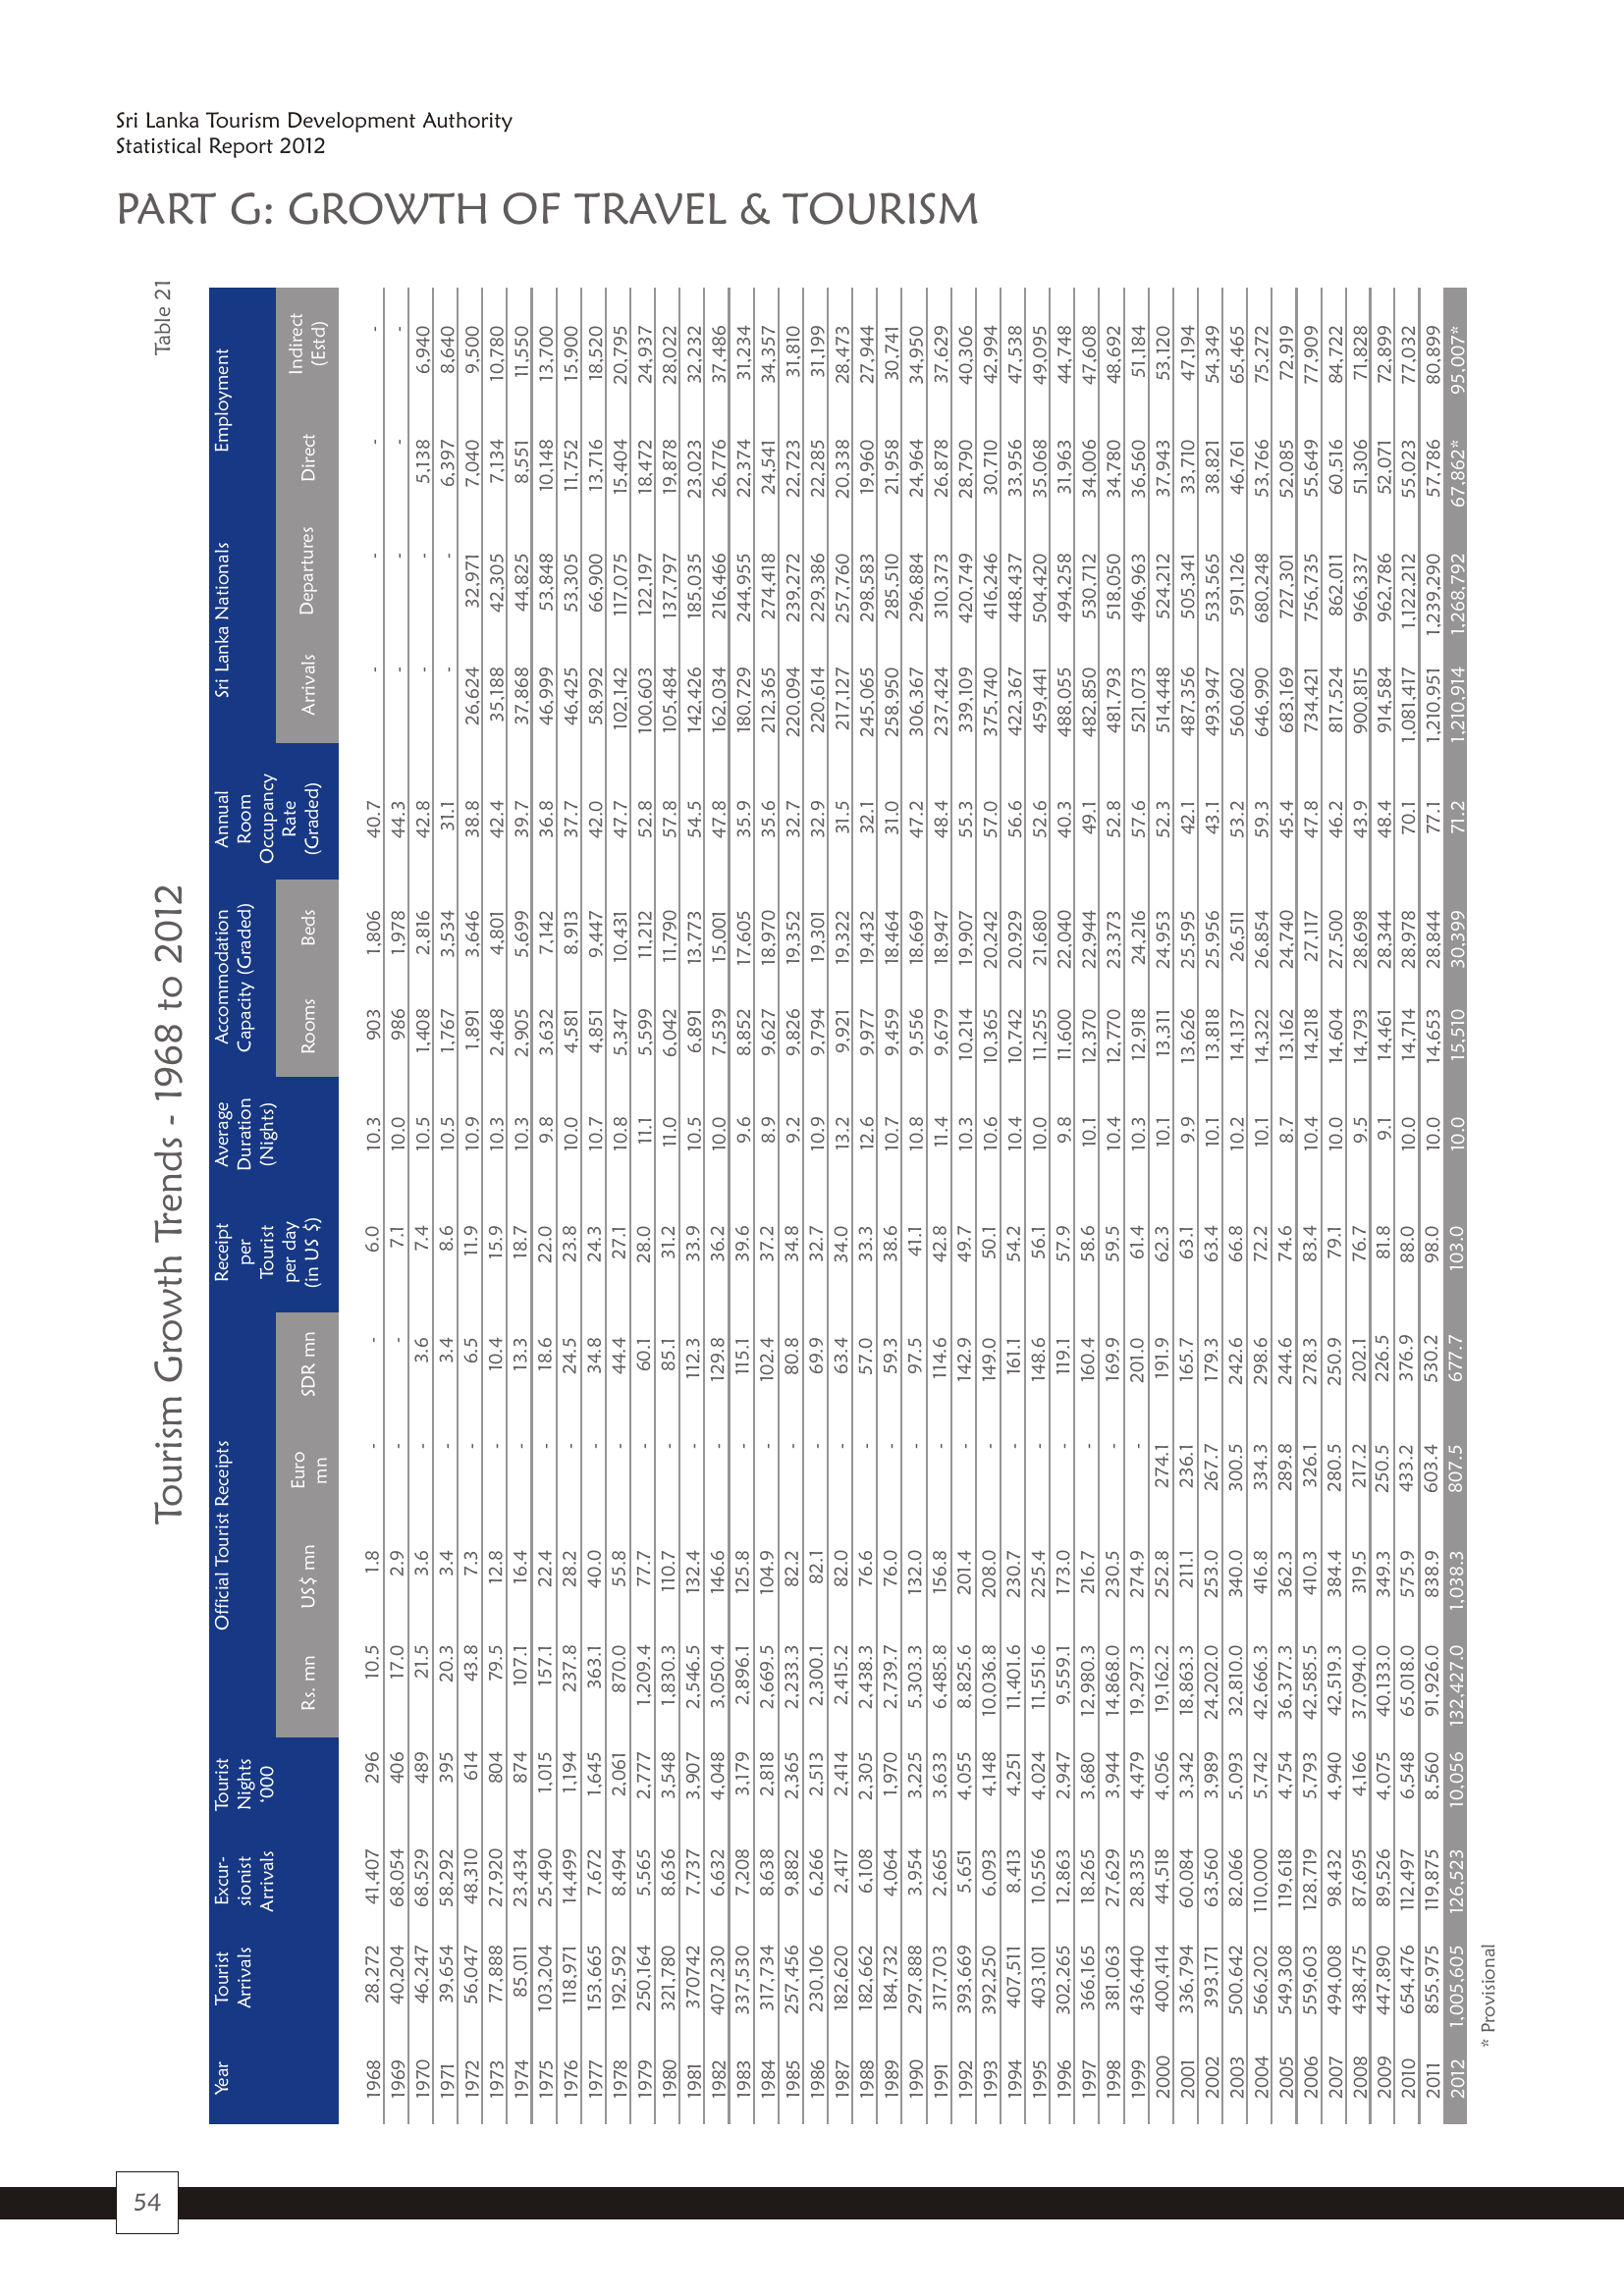 Sri Lanka Tourism Development Authority
Statistical Report 2012
PART G: GROWTH OF TRAVEL & TOURISM
Table 21
Tourism Growth Trends - 1968 to 2012
Year Tourist Arrivals Excur-sionist Arrivals Tourist Nights ‘000 Official Tourist Receipts Receipt per Tourist per day (in US $) Average Duration (Nights) Accommodation Capacity (Graded) Annual Room Occupancy Rate (Graded) Sri Lanka Nationals Employment
Rs. mn US$ mn Euro mn SDR mn Rooms Beds Arrivals Departures Direct Indirect (Estd)
1968 28,272 41,407 296 10.5 1.8 - - 6.0 10.3 903 1,806 40.7 - - - -
1969 40,204 68,054 406 17.0 2.9 - - 7.1 10.0 986 1,978 44.3 - - - -
1970 46,247 68,529 489 21.5 3.6 - 3.6 7.4 10.5 1,408 2,816 42.8 - - 5,138 6,940
1971 39,654 58,292 395 20.3 3.4 - 3.4 8.6 10.5 1,767 3,534 31.1 - - 6,397 8,640
1972 56,047 48,310 614 43.8 7.3 - 6.5 11.9 10.9 1,891 3,646 38.8 26,624 32,971 7,040 9,500
1973 77,888 27,920 804 79.5 12.8 - 10.4 15.9 10.3 2,468 4,801 42.4 35,188 42,305 7,134 10,780
1974 85,011 23,434 874 107.1 16.4 - 13.3 18.7 10.3 2,905 5,699 39.7 37,868 44,825 8,551 11,550
1975 103,204 25,490 1,015 157.1 22.4 - 18.6 22.0 9.8 3,632 7,142 36.8 46,999 53,848 10,148 13,700
1976 118,971 14,499 1,194 237.8 28.2 - 24.5 23.8 10.0 4,581 8,913 37.7 46,425 53,305 11,752 15,900
1977 153,665 7,672 1,645 363.1 40.0 - 34.8 24.3 10.7 4,851 9,447 42.0 58,992 66,900 13,716 18,520
1978 192,592 8,494 2,061 870.0 55.8 - 44.4 27.1 10.8 5,347 10,431 47.7 102,142 117,075 15,404 20,795
1979 250,164 5,565 2,777 1,209.4 77.7 - 60.1 28.0 11.1 5,599 11,212 52.8 100,603 122,197 18,472 24,937
1980 321,780 8,636 3,548 1,830.3 110.7 - 85.1 31.2 11.0 6,042 11,790 57.8 105,484 137,797 19,878 28,022
1981 370742 7,737 3,907 2,546.5 132.4 - 112.3 33.9 10.5 6,891 13,773 54.5 142,426 185,035 23,023 32,232
1982 407,230 6,632 4,048 3,050.4 146.6 - 129.8 36.2 10.0 7,539 15,001 47.8 162,034 216,466 26,776 37,486
1983 337,530 7,208 3,179 2,896.1 125.8 - 115.1 39.6 9.6 8,852 17,605 35.9 180,729 244,955 22,374 31,234
1984 317,734 8,638 2,818 2,669.5 104.9 - 102.4 37.2 8.9 9,627 18,970 35.6 212,365 274,418 24,541 34,357
1985 257,456 9,882 2,365 2,233.3 82.2 - 80.8 34.8 9.2 9,826 19,352 32.7 220,094 239,272 22,723 31,810
1986 230,106 6,266 2,513 2,300.1 82.1 - 69.9 32.7 10.9 9,794 19,301 32.9 220,614 229,386 22,285 31,199
1987 182,620 2,417 2,414 2,415.2 82.0 - 63.4 34.0 13.2 9,921 19,322 31.5 217,127 257,760 20,338 28,473
1988 182,662 6,108 2,305 2,438.3 76.6 - 57.0 33.3 12.6 9,977 19,432 32.1 245,065 298,583 19,960 27,944
1989 184,732 4,064 1,970 2,739.7 76.0 - 59.3 38.6 10.7 9,459 18,464 31.0 258,950 285,510 21,958 30,741
1990 297,888 3,954 3,225 5,303.3 132.0 - 97.5 41.1 10.8 9,556 18,669 47.2 306,367 296,884 24,964 34,950
1991 317,703 2,665 3,633 6,485.8 156.8 - 114.6 42.8 11.4 9,679 18,947 48.4 237,424 310,373 26,878 37,629
1992 393,669 5,651 4,055 8,825.6 201.4 - 142.9 49.7 10.3 10,214 19,907 55.3 339,109 420,749 28,790 40,306
1993 392,250 6,093 4,148 10,036.8 208.0 - 149.0 50.1 10.6 10,365 20,242 57.0 375,740 416,246 30,710 42,994
1994 407,511 8,413 4,251 11,401.6 230.7 - 161.1 54.2 10.4 10,742 20,929 56.6 422,367 448,437 33,956 47,538
1995 403,101 10,556 4,024 11,551.6 225.4 - 148.6 56.1 10.0 11,255 21,680 52.6 459,441 504,420 35,068 49,095
1996 302,265 12,863 2,947 9,559.1 173.0 - 119.1 57.9 9.8 11,600 22,040 40.3 488,055 494,258 31,963 44,748
1997 366,165 18,265 3,680 12,980.3 216.7 - 160.4 58.6 10.1 12,370 22,944 49.1 482,850 530,712 34,006 47,608
1998 381,063 27,629 3,944 14,868.0 230.5 - 169.9 59.5 10.4 12,770 23,373 52.8 481,793 518,050 34,780 48,692
1999 436,440 28,335 4,479 19,297.3 274.9 - 201.0 61.4 10.3 12,918 24,216 57.6 521,073 496,963 36,560 51,184
2000 400,414 44,518 4,056 19,162.2 252.8 274.1 191.9 62.3 10.1 13,311 24,953 52.3 514,448 524,212 37,943 53,120
2001 336,794 60,084 3,342 18,863.3 211.1 236.1 165.7 63.1 9.9 13,626 25,595 42.1 487,356 505,341 33,710 47,194
2002 393,171 63,560 3,989 24,202.0 253.0 267.7 179.3 63.4 10.1 13,818 25,956 43.1 493,947 533,565 38,821 54,349
2003 500,642 82,066 5,093 32,810.0 340.0 300.5 242.6 66.8 10.2 14,137 26,511 53.2 560,602 591,126 46,761 65,465
2004 566,202 110,000 5,742 42,666.3 416.8 334.3 298.6 72.2 10.1 14,322 26,854 59.3 646,990 680,248 53,766 75,272
2005 549,308 119,618 4,754 36,377.3 362.3 289.8 244.6 74.6 8.7 13,162 24,740 45.4 683,169 727,301 52,085 72,919
2006 559,603 128,719 5,793 42,585.5 410.3 326.1 278.3 83.4 10.4 14,218 27,117 47.8 734,421 756,735 55,649 77,909
2007 494,008 98,432 4,940 42,519.3 384.4 280.5 250.9 79.1 10.0 14,604 27,500 46.2 817,524 862,011 60,516 84,722
2008 438,475 87,695 4,166 37,094.0 319.5 217.2 202.1 76.7 9.5 14,793 28,698 43.9 900,815 966,337 51,306 71,828
2009 447,890 89,526 4,075 40,133.0 349.3 250.5 226.5 81.8 9.1 14,461 28,344 48.4 914,584 962,786 52,071 72,899
2010 654,476 112,497 6,548 65,018.0 575.9 433.2 376.9 88.0 10.0 14,714 28,978 70.1 1,081,417 1,122,212 55,023 77,032
2011 855,975 119,875 8,560 91,926.0 838.9 603.4 530.2 98.0 10.0 14,653 28,844 77.1 1,210,951 1,239,290 57,786 80,899
2012 1,005,605 126,523 10,056 132,427.0 1,038.3 807.5 677.7 103.0 10.0 15,510 30,399 71.2 1,210,914 1,268,792 67,862* 95,007*
* Provisional
54